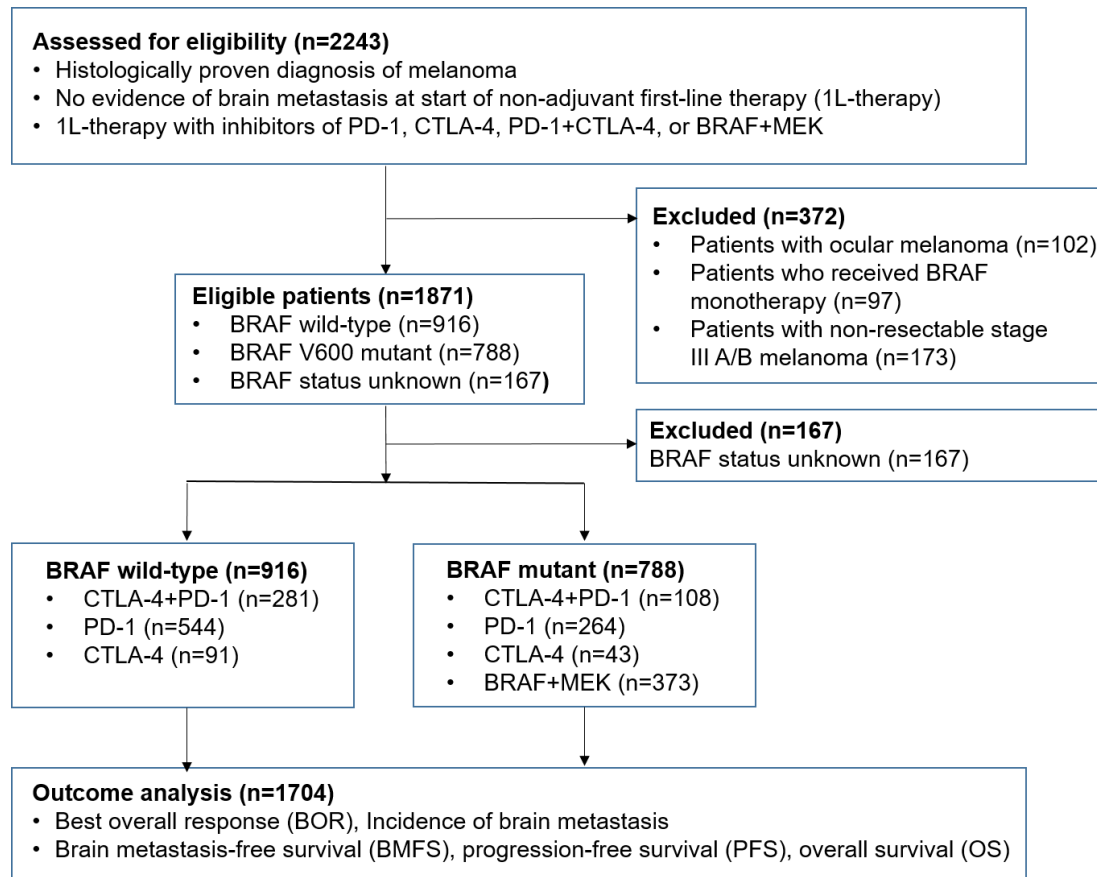 Assessed for eligibility (n=2243)
• Histologically proven diagnosis of melanoma
• No evidence of brain metastasis at start of non-adjuvant first-line therapy (1L-therapy)
• 1L-therapy with inhibitors of PD-1, CTLA-4, PD-1+CTLA-4, or BRAF+MEK
Excluded (n=372)
• Patients with ocular melanoma (n=102)
• Patients who received BRAF
monotherapy (n=97)
• Patients with non-resectable stage
III A/B melanoma (n=173)
Eligible patients (n=1871)
• BRAF wild-type (n=916)
• BRAF V600 mutant (n=788)
• BRAF status unknown (n=167)
Excluded (n=167)
BRAF status unknown (n=167)
BRAF wild-type (n=916)
• CTLA-4+PD-1 (n=281)
• PD-1 (n=544)
• CTLA-4 (n=91)
BRAF mutant (n=788)
• CTLA-4+PD-1 (n=108)
• PD-1 (n=264)
• CTLA-4 (n=43)
• BRAF+MEK (n=373)
Outcome analysis (n=1704)
• Best overall response (BOR), Incidence of brain metastasis
• Brain metastasis-free survival (BMFS), progression-free survival (PFS), overall survival (OS)